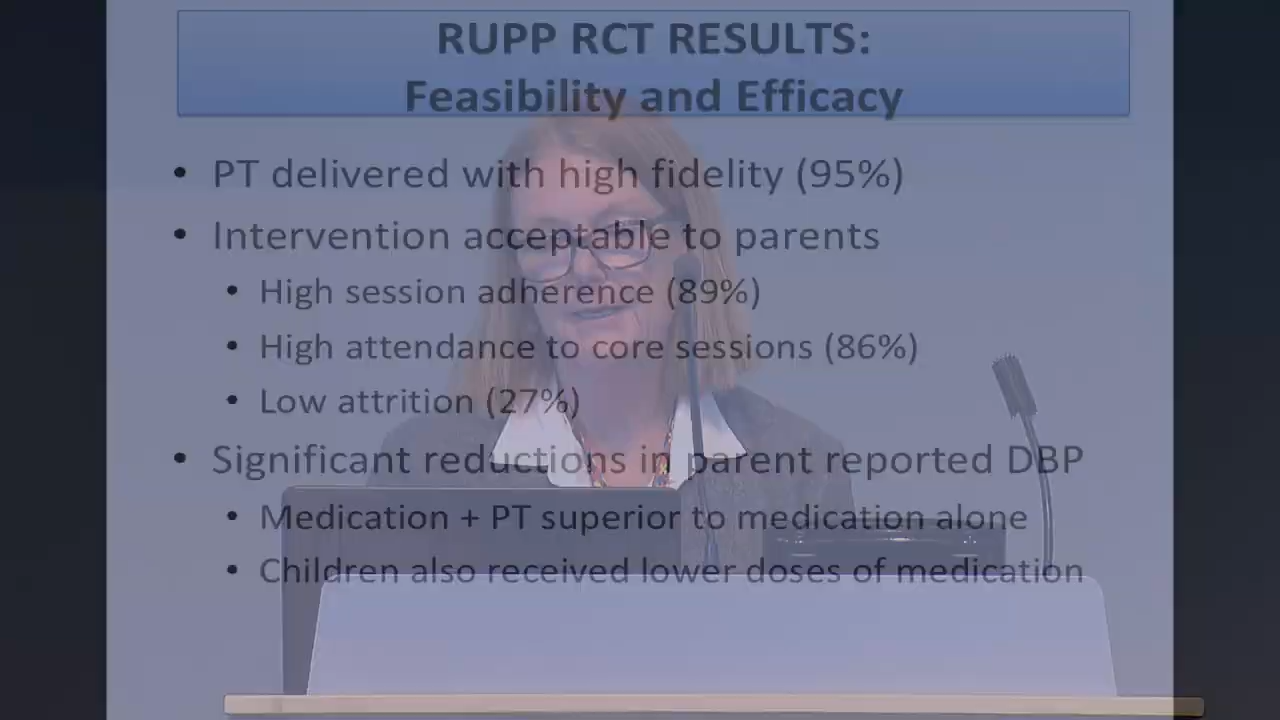 RUPP RCT RESULTS:
Feasibility and Efficacy
• PT delivered with high fidelity (95%)
• Intervention acceptable to parents
• High session adherence (89%)
• High attendance to core sessions (86%)
• Low attrition (27%)
• Significant reductions in parent reported DBP
• Medication + PT superior to medication alone
• Children also received lower doses of medication